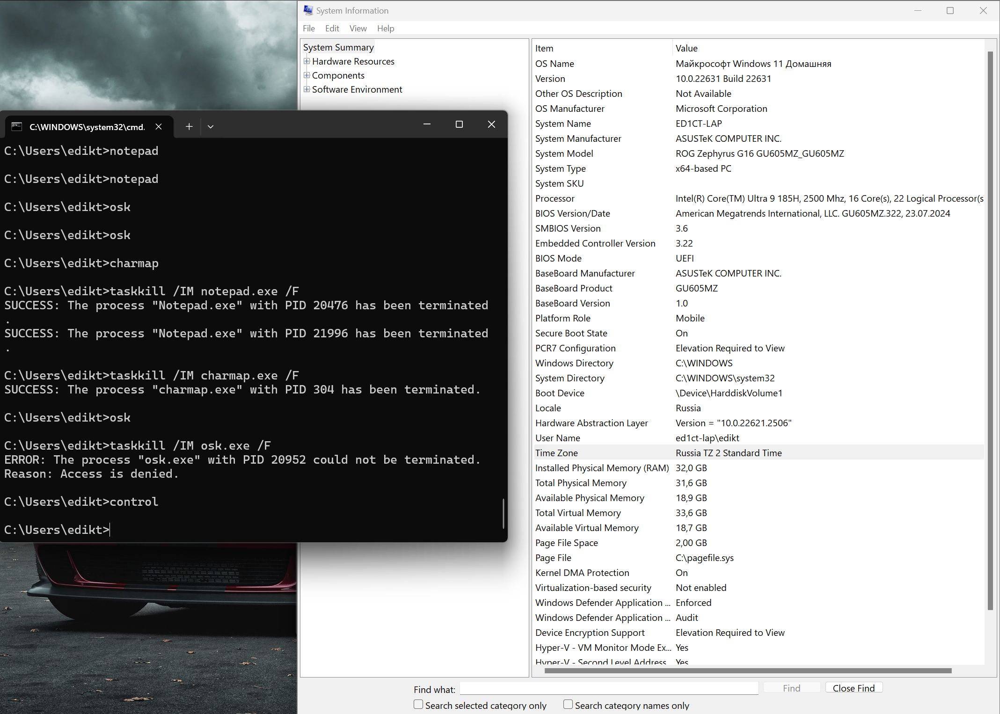 System Information
File Edit View Help
System Summary
Hardware Resources
Components
Software Environment
C:\WINDOWS\system32\cmd.
C:\Users\edikt>notepad
C:\Users\edikt>notepad
C:\Users\edikt>osk
C:\Users\edikt>osk
C:\Users\edikt>charmap
C:\Users\edikt>taskkill /IM notepad.exe /F
SUCCESS: The process "Notepad.exe" with PID 20476 has been terminated
.
SUCCESS: The process "Notepad.exe" with PID 21996 has been terminated
.
C:\Users\edikt>taskkill /IM charmap.exe /F
SUCCESS: The process "charmap.exe" with PID 304 has been terminated.
C:\Users\edikt>osk
C:\Users\edikt>taskkill /IM osk.exe /F
ERROR: The process "osk.exe" with PID 20952 could not be terminated.
Reason: Access is denied.
C:\Users\edikt>control
C:\Users\edikt>
Item Value
OS Name Майкрософт Windows 11 Домашняя
Version 10.0.22631 Build 22631
Other OS Description Not Available
OS Manufacturer Microsoft Corporation
System Name ED1CT-LAP
System Manufacturer ASUSTeK COMPUTER INC.
System Model ROG Zephyrus G16 GU605MZ_GU605MZ
System Type x64-based PC
System SKU
Processor Intel(R) Core(TM) Ultra 9 185H, 2500 Mhz, 16 Core(s), 22 Logical Processor(s
BIOS Version/Date American Megatrends International, LLC. GU605MZ.322, 23.07.2024
SMBIOS Version 3.6
Embedded Controller Version 3.22
BIOS Mode UEFI
BaseBoard Manufacturer ASUSTeK COMPUTER INC.
BaseBoard Product GU605MZ
BaseBoard Version 1.0
Platform Role Mobile
Secure Boot State On
PCR7 Configuration Elevation Required to View
Windows Directory C:\WINDOWS
System Directory C:\WINDOWS\system32
Boot Device \Device\HarddiskVolume1
Locale Russia
Hardware Abstraction Layer Version = "10.0.22621.2506"
User Name ed1ct-lap\edikt
Time Zone Russia TZ 2 Standard Time
Installed Physical Memory (RAM) 32,0 GB
Total Physical Memory 31,6 GB
Available Physical Memory 18,9 GB
Total Virtual Memory 33,6 GB
Available Virtual Memory 18,7 GB
Page File Space 2,00 GB
Page File C:\pagefile.sys
Kernel DMA Protection On
Virtualization-based security Not enabled
Windows Defender Application ... Enforced
Windows Defender Application ... Audit
Device Encryption Support Elevation Required to View
Hyper-V - VM Monitor Mode Ex... Yes
Hyper-V - Second Level Address Yes
Find what: Find Close Find
Search selected category only Search category names only